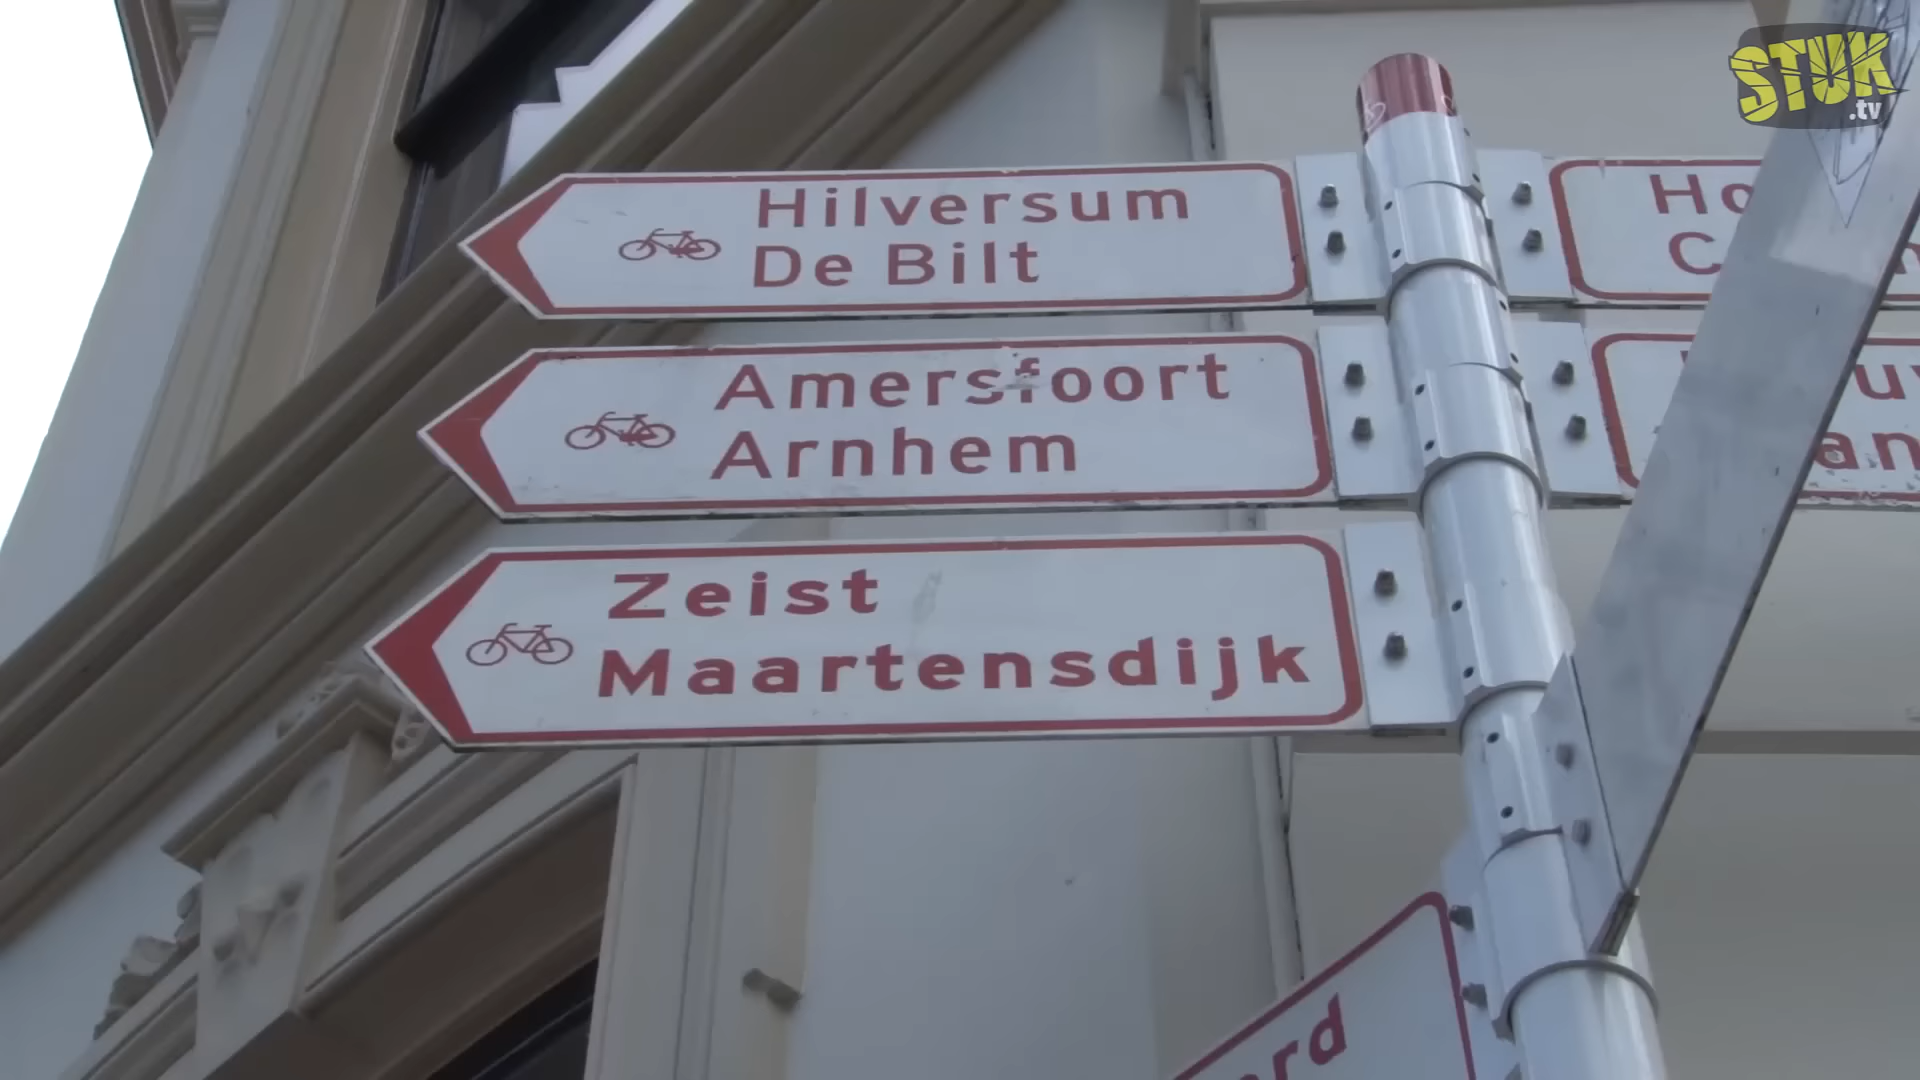 STUK
.tv
Hilversum
De Bilt
Amersfoort
Arnhem
Zeist
Maartensdijk